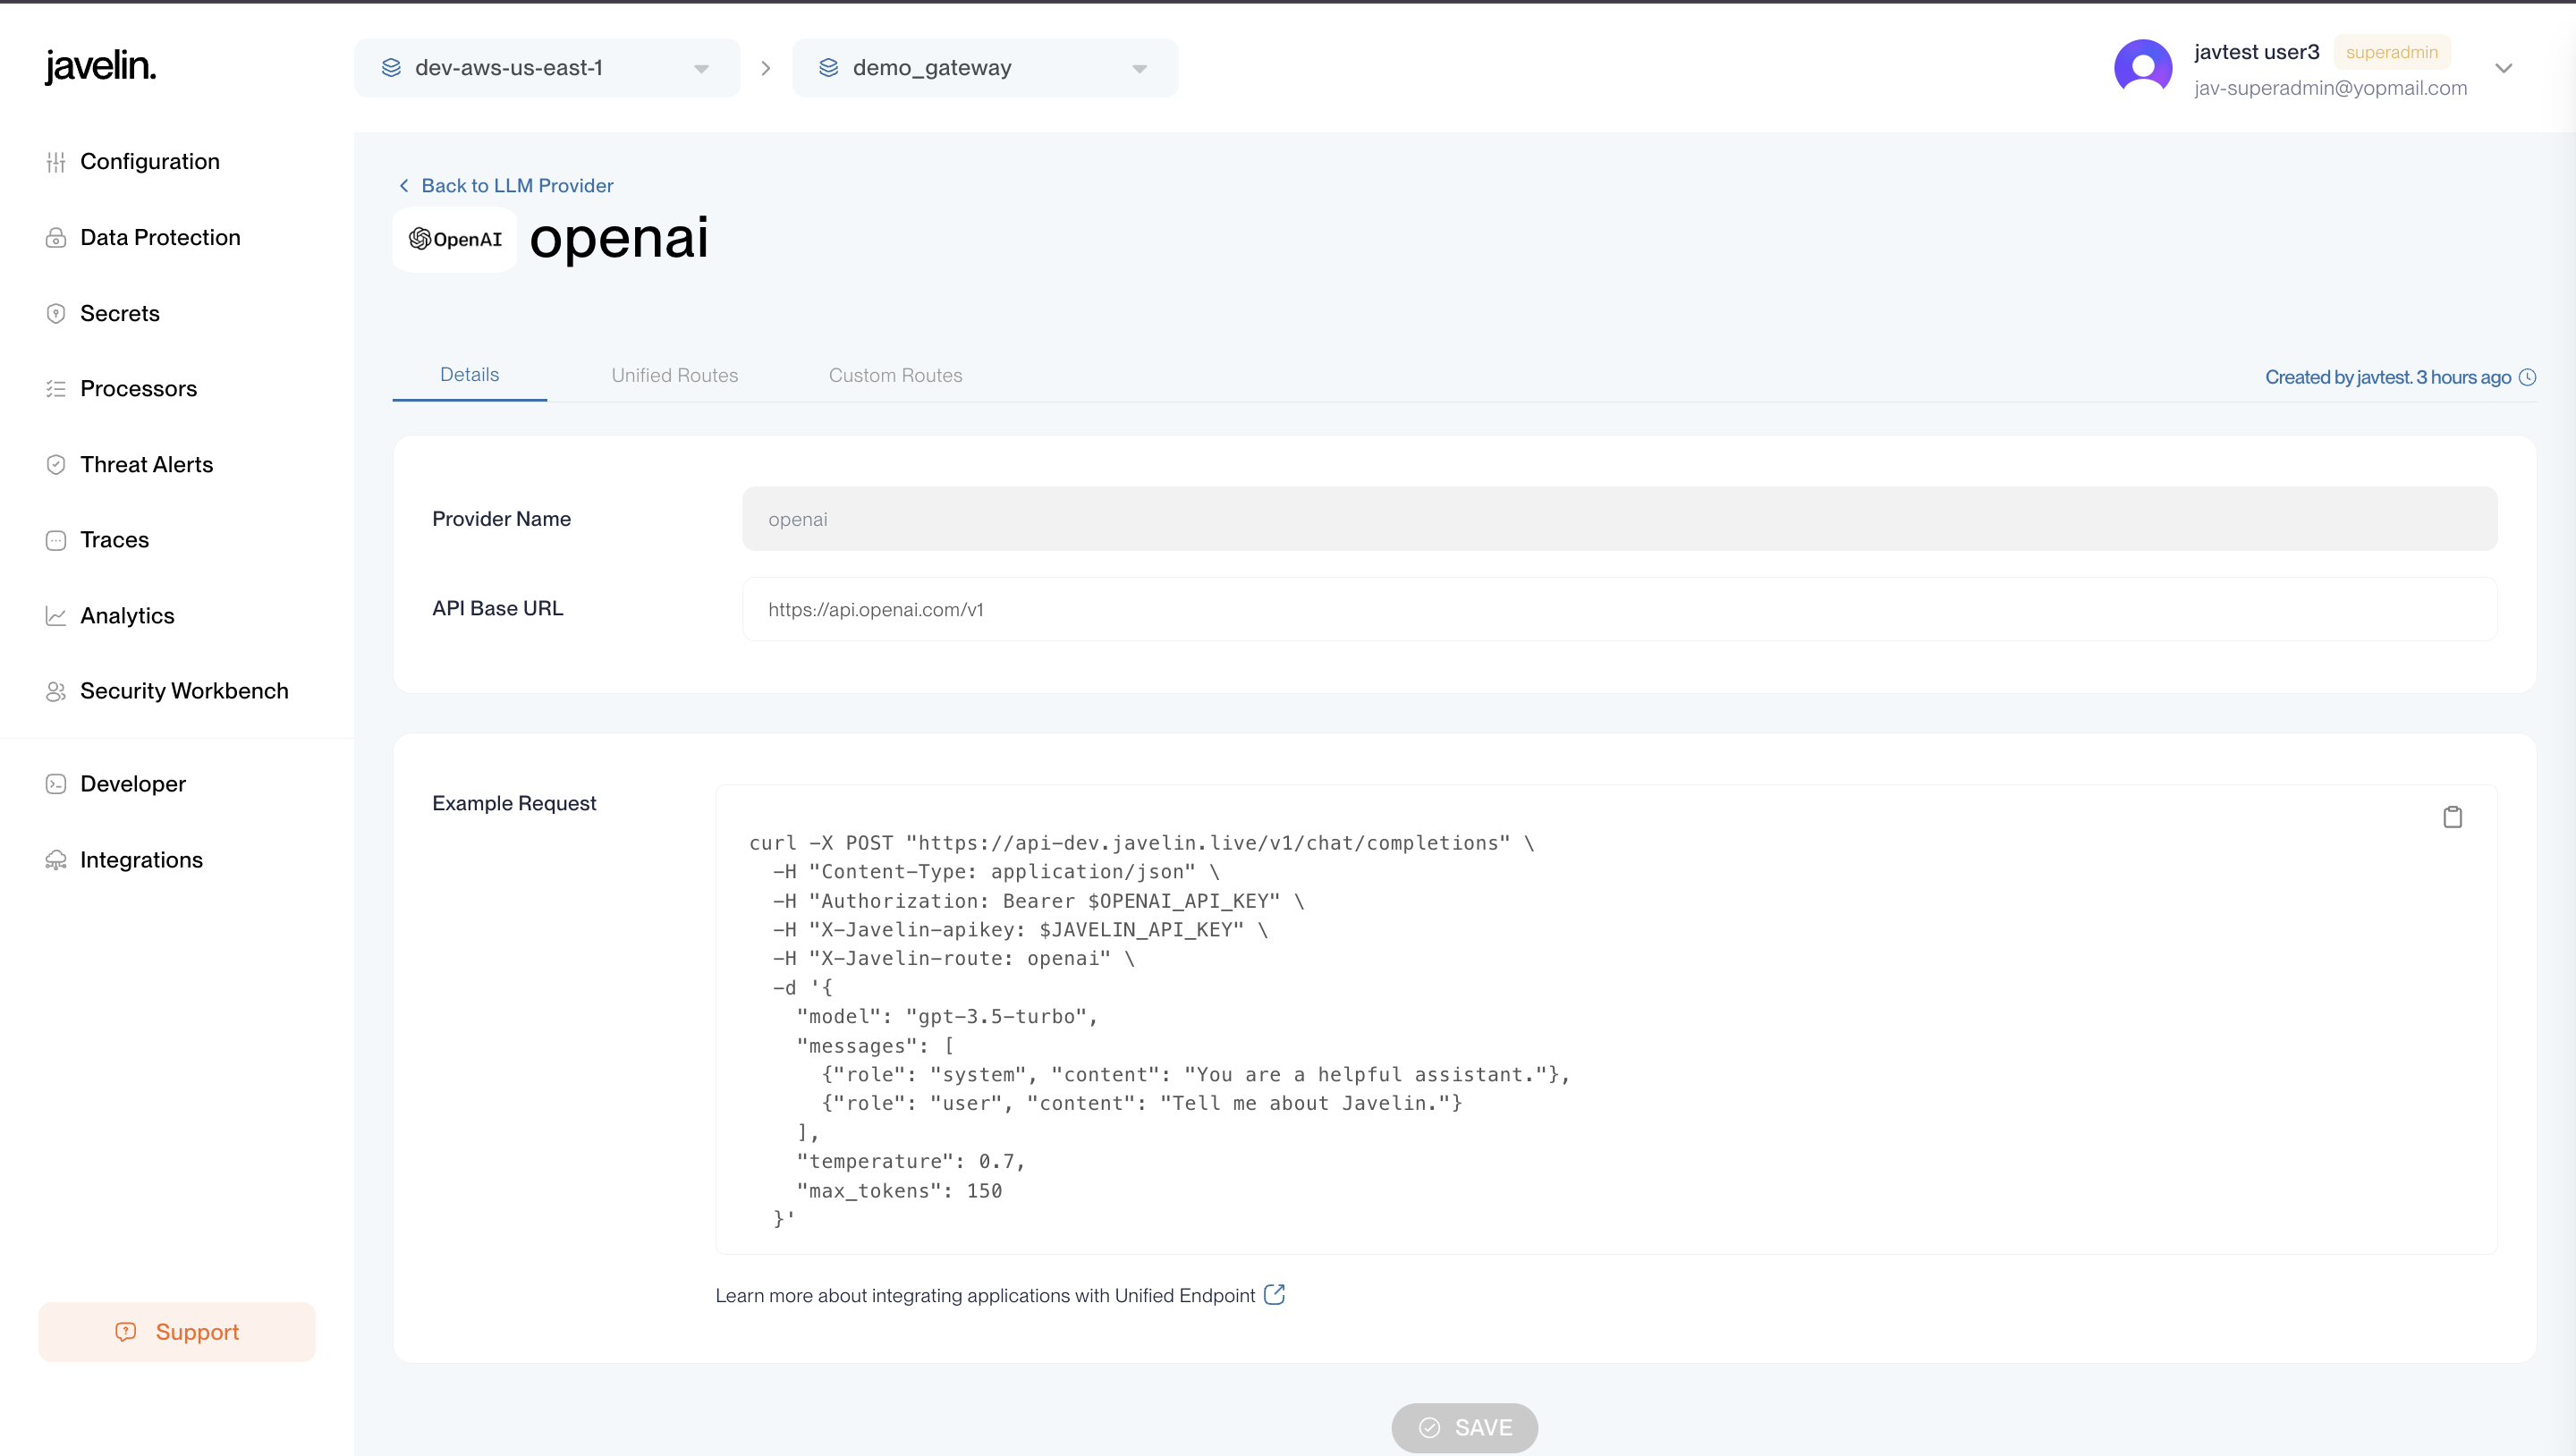 javelin.
dev-aws-us-east-1
demo_gateway
javtest user3 superadmin
jav-superadmin@yopmail.com
Configuration
Data Protection
Secrets
Processors
Threat Alerts
Traces
Analytics
Security Workbench
Developer
Integrations
Support
Back to LLM Provider
OpenAI openai
Details Unified Routes Custom Routes
Created by javtest. 3 hours ago
Provider Name openai
API Base URL https://api.openai.com/v1
Example Request
curl -X POST "https://api-dev.javelin.live/v1/chat/completions" \
  -H "Content-Type: application/json" \
  -H "Authorization: Bearer $OPENAI_API_KEY" \
  -H "X-Javelin-apikey: $JAVELIN_API_KEY" \
  -H "X-Javelin-route: openai" \
  -d '{
    "model": "gpt-3.5-turbo",
    "messages": [
      {"role": "system", "content": "You are a helpful assistant."},
      {"role": "user", "content": "Tell me about Javelin."}
    ],
    "temperature": 0.7,
    "max_tokens": 150
  }'
Learn more about integrating applications with Unified Endpoint
SAVE